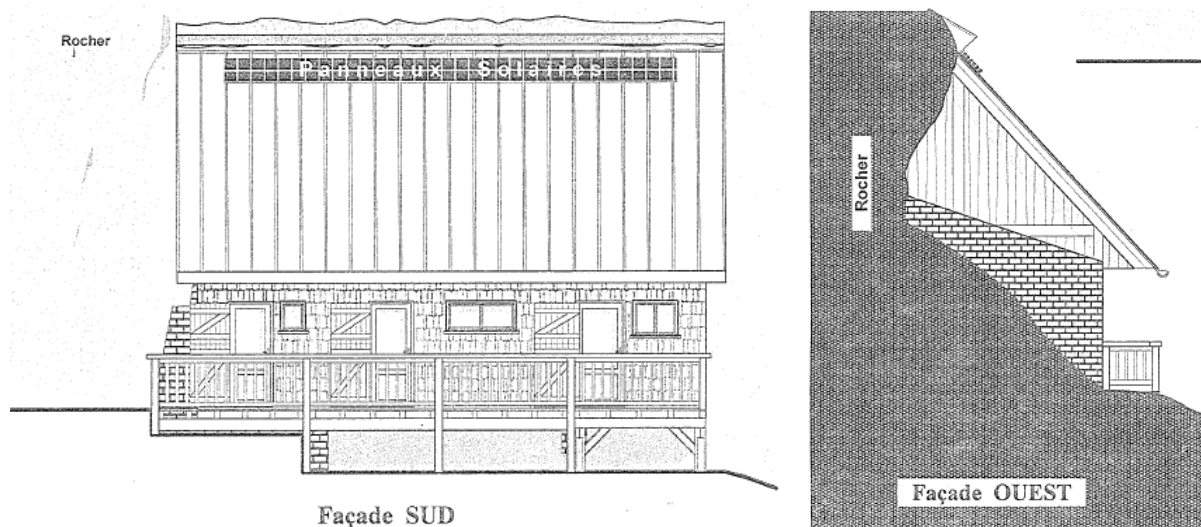 Rocher
Panneaux Solaires
Façade SUD
Rocher
Façade OUEST